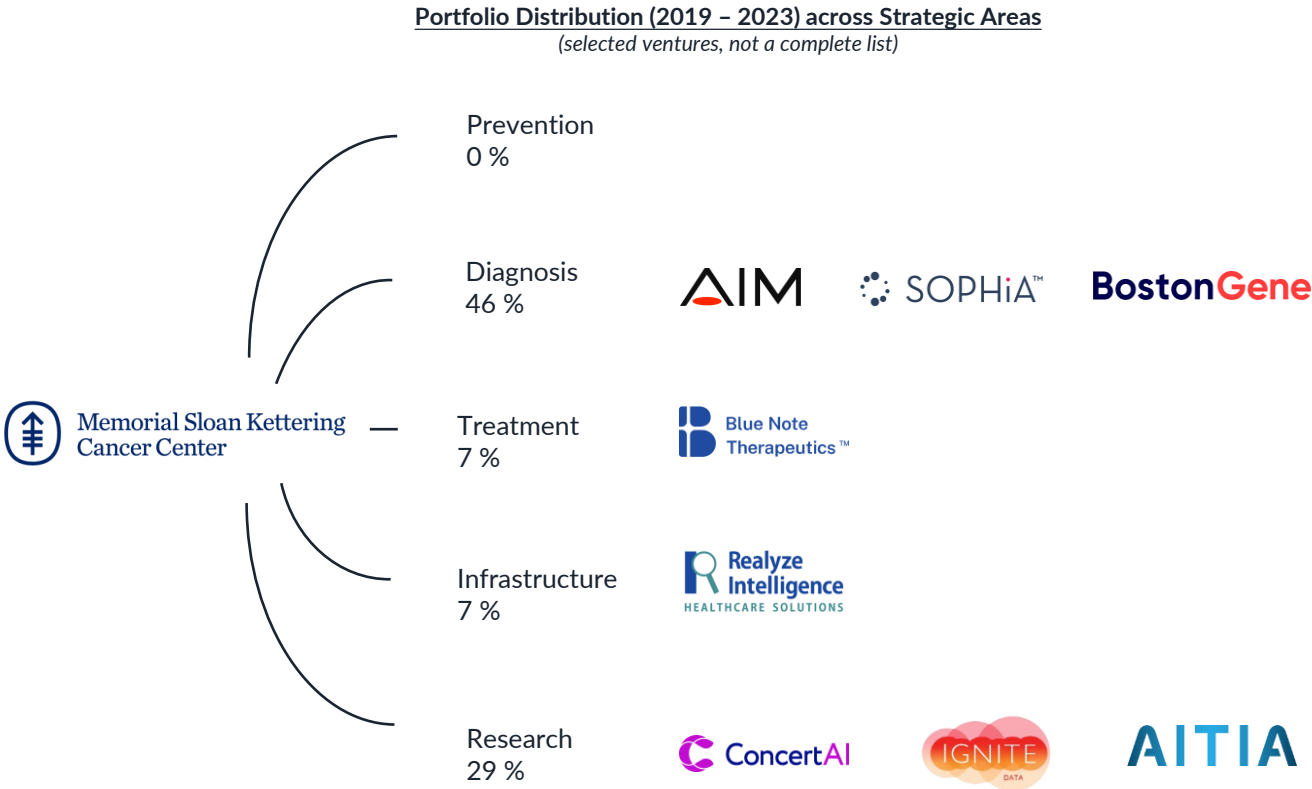 Portfolio Distribution (2019 – 2023) across Strategic Areas
(selected ventures, not a complete list)
Prevention
0 %
Diagnosis
46 %
AIM
SOPHiA™
BostonGene
Memorial Sloan Kettering
Cancer Center
Treatment
7 %
Blue Note
Therapeutics™
Infrastructure
7 %
Realyze
Intelligence
HEALTHCARE SOLUTIONS
Research
29 %
ConcertAI
IGNITE
DATA
AITIA